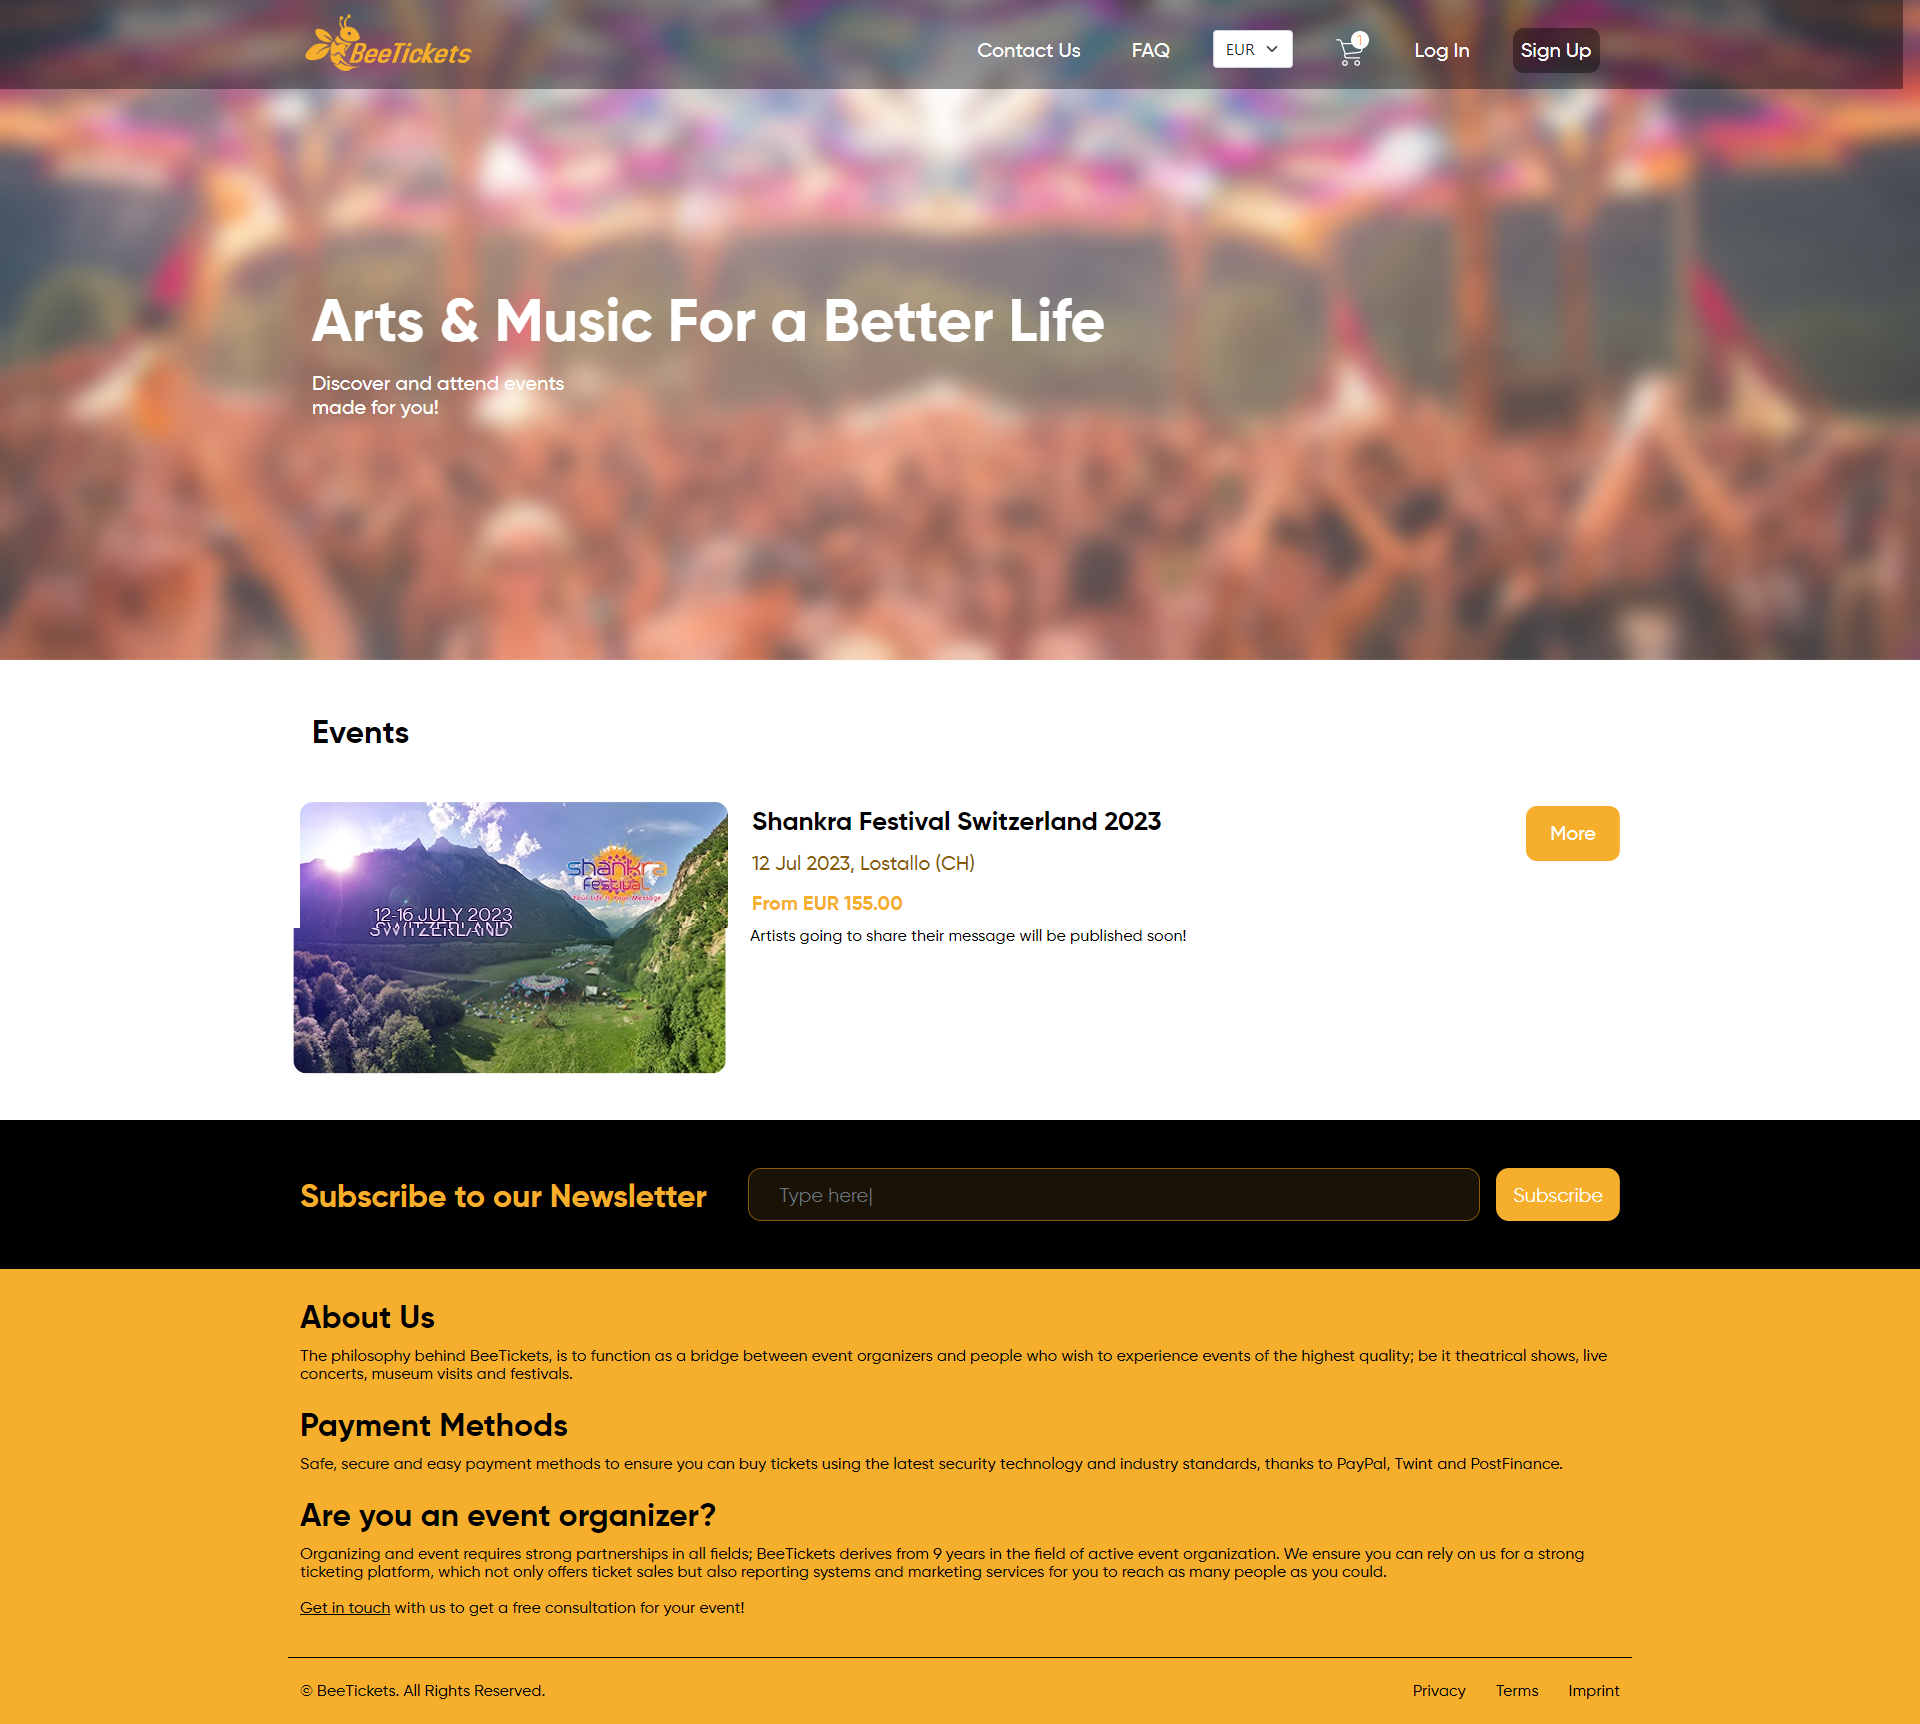 BeeTickets
Contact Us
FAQ
EUR
1
Log In
Sign Up
Arts & Music For a Better Life
Discover and attend events
made for you!
Events
shankra
festival
Your Life is Your Message
12-16 JULY 2023
SWITZERLAND
Shankra Festival Switzerland 2023
12 Jul 2023, Lostallo (CH)
From EUR 155.00
Artists going to share their message will be published soon!
More
Subscribe to our Newsletter
Type here|
Subscribe
About Us
The philosophy behind BeeTickets, is to function as a bridge between event organizers and people who wish to experience events of the highest quality; be it theatrical shows, live
concerts, museum visits and festivals.
Payment Methods
Safe, secure and easy payment methods to ensure you can buy tickets using the latest security technology and industry standards, thanks to PayPal, Twint and PostFinance.
Are you an event organizer?
Organizing and event requires strong partnerships in all fields; BeeTickets derives from 9 years in the field of active event organization. We ensure you can rely on us for a strong
ticketing platform, which not only offers ticket sales but also reporting systems and marketing services for you to reach as many people as you could.
Get in touch with us to get a free consultation for your event!
© BeeTickets. All Rights Reserved.
Privacy
Terms
Imprint